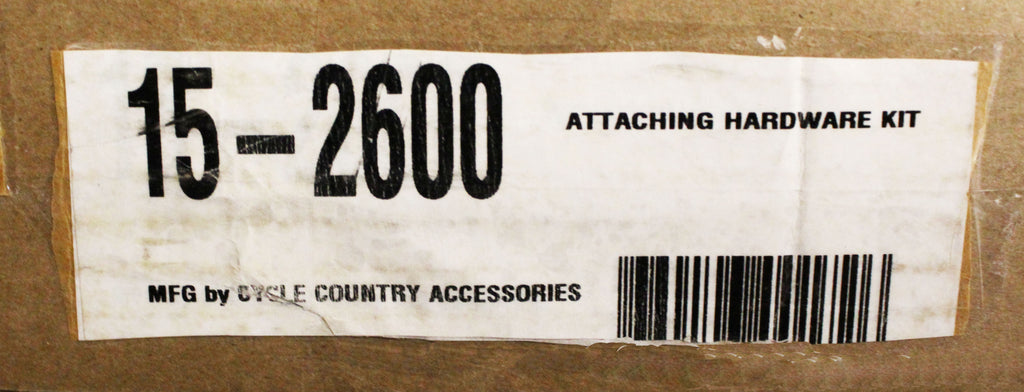 15-2600
ATTACHING HARDWARE KIT
MFG by CYCLE COUNTRY ACCESSORIES